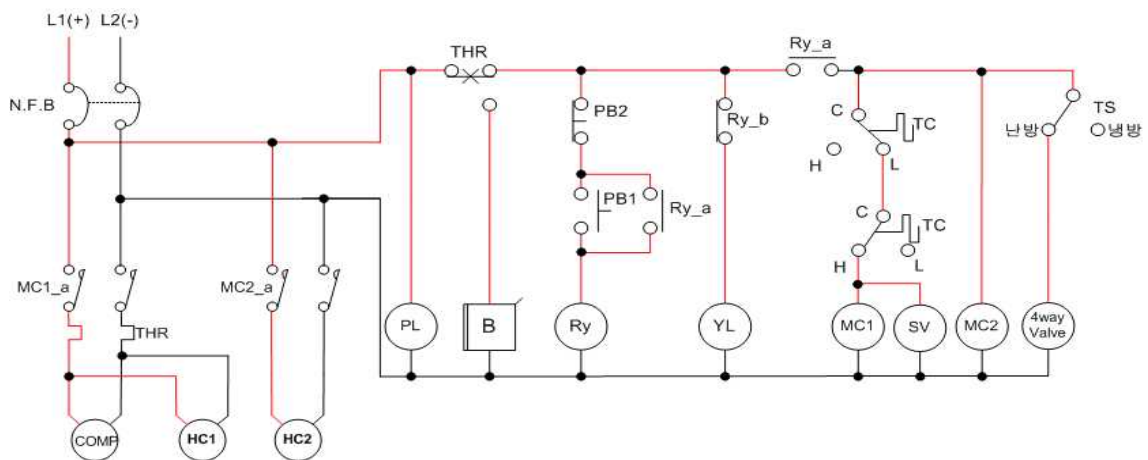 L1(+) L2(-)
N.F.B
THR
Ry_a
PB2
Ry_b
C
TC
TS
난방
냉방
H
L
PB1
Ry_a
C
TC
H
L
MC1_a
MC2_a
THR
PL
B
Ry
YL
MC1
SV
MC2
4way
Valve
COMP
HC1
HC2